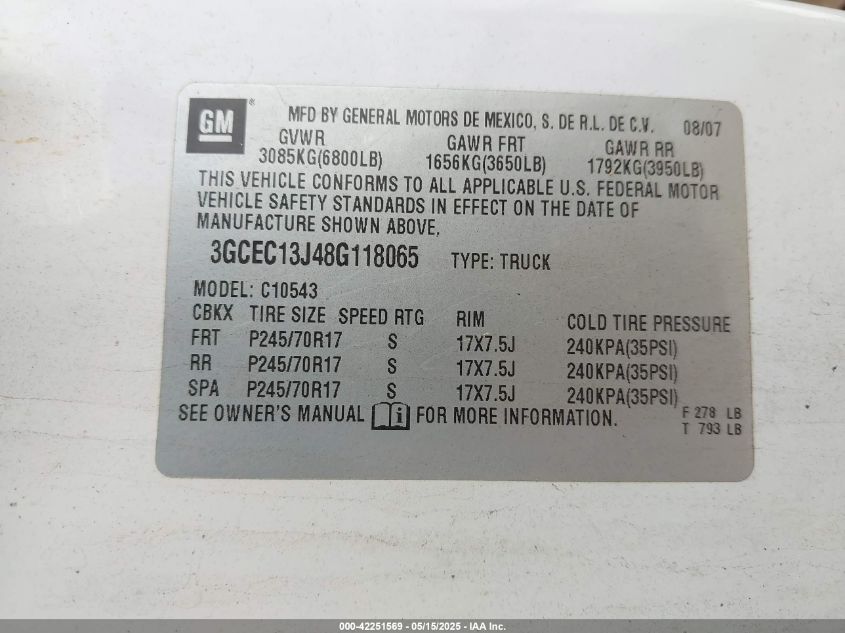 GM ® MFD BY GENERAL MOTORS DE MEXICO, S. DE R.L. DE C.V. 08/07
GVWR GAWR FRT GAWR RR
3085KG(6800LB) 1656KG(3650LB) 1792KG(3950LB)
THIS VEHICLE CONFORMS TO ALL APPLICABLE U.S. FEDERAL MOTOR
VEHICLE SAFETY STANDARDS IN EFFECT ON THE DATE OF
MANUFACTURE SHOWN ABOVE.
3GCEC13J48G118065 TYPE: TRUCK
MODEL: C10543
CBKX TIRE SIZE SPEED RTG RIM COLD TIRE PRESSURE
FRT P245/70R17 S 17X7.5J 240KPA(35PSI)
RR P245/70R17 S 17X7.5J 240KPA(35PSI)
SPA P245/70R17 S 17X7.5J 240KPA(35PSI)
SEE OWNER'S MANUAL i FOR MORE INFORMATION.
F 278 LB
T 793 LB
000-42251569 - 05/15/2025 - IAA Inc.